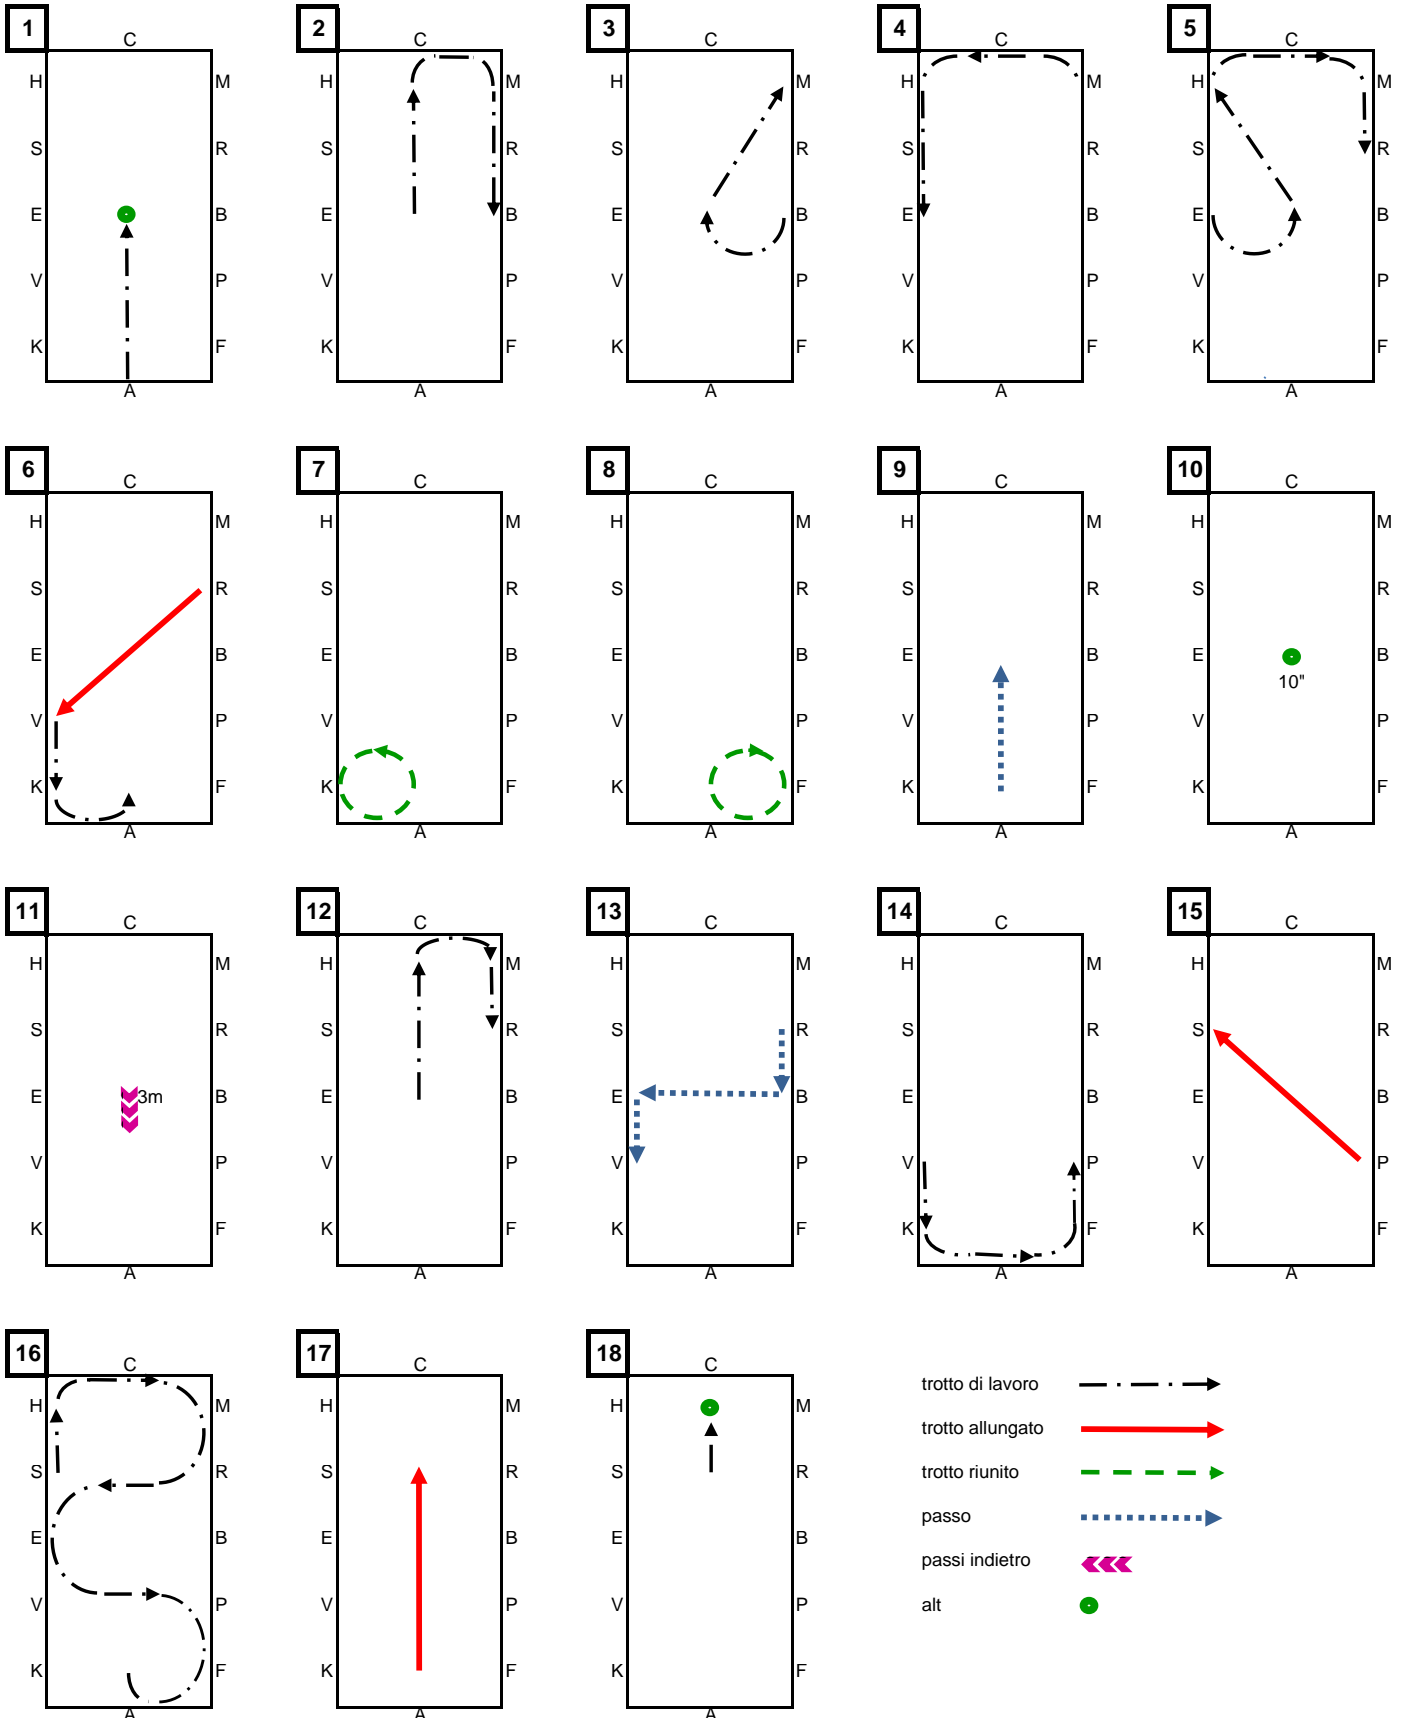 1 2 3 4 5
C C C C C
H M H M H M H M H M
S R S R S R S R S R
E B E B E B E B E B
V P V P V P V P V P
K F K F K F K F K F
A A A A A
6 7 8 9 10
C C C C C
H M H M H M H M H M
S R S R S R S R S R
E B E B E B E B E B
10"
V P V P V P V P V P
K F K F K F K F K F
A A A A A
11 12 13 14 15
C C C C C
H M H M H M H M H M
S R S R S R S R S R
E 3m B E B E B E B E B
V P V P V P V P V P
K F K F K F K F K F
A A A A A
16 17 18
C C C
H M H M H M
S R S R S R
E B E B E B
V P V P V P
K F K F K F
A A A
trotto di lavoro
trotto allungato
trotto riunito
passo
passi indietro
alt